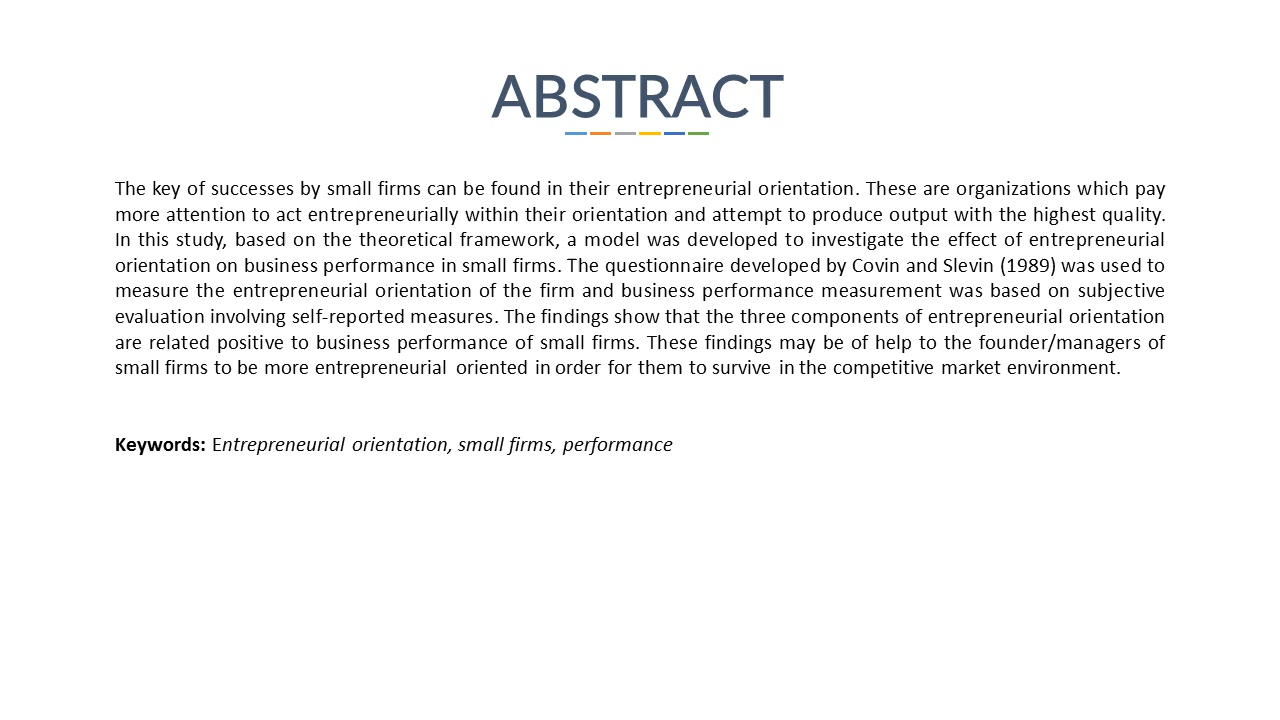 ABSTRACT
The key of successes by small firms can be found in their entrepreneurial orientation. These are organizations which pay
more attention to act entrepreneurially within their orientation and attempt to produce output with the highest quality.
In this study, based on the theoretical framework, a model was developed to investigate the effect of entrepreneurial
orientation on business performance in small firms. The questionnaire developed by Covin and Slevin (1989) was used to
measure the entrepreneurial orientation of the firm and business performance measurement was based on subjective
evaluation involving self-reported measures. The findings show that the three components of entrepreneurial orientation
are related positive to business performance of small firms. These findings may be of help to the founder/managers of
small firms to be more entrepreneurial oriented in order for them to survive in the competitive market environment.
Keywords: Entrepreneurial orientation, small firms, performance